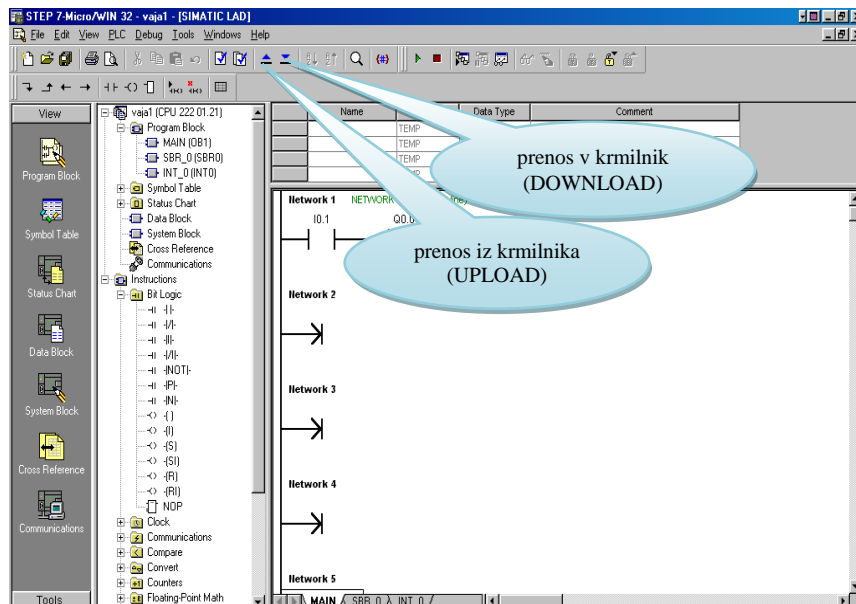 STEP 7-Micro/WIN 32 - vaja1 - [SIMATIC LAD]
File Edit View PLC Debug Tools Windows Help
View
Program Block
Symbol Table
Status Chart
Data Block
System Block
Cross Reference
Communications
Tools
vaja1 (CPU 222 01.21)
Program Block
MAIN (OB1)
SBR_0 (SBR0)
INT_0 (INT0)
Symbol Table
Status Chart
Data Block
System Block
Cross Reference
Communications
Instructions
Bit Logic
-| |-
-|/|-
-|I|-
-|/I|-
-|NOT|-
-|P|-
-|N|-
-( )
-(I)
-(S)
-(SI)
-(R)
-(RI)
NOP
Clock
Communications
Compare
Convert
Counters
Floating-Point Math
Name Data Type Comment
TEMP
TEMP
TEMP
prenos v krmilnik
(DOWNLOAD)
Network 1 NETWORK
I0.1 Q0.0
prenos iz krmilnika
(UPLOAD)
Network 2
Network 3
Network 4
Network 5
MAIN SBR_0 INT_0